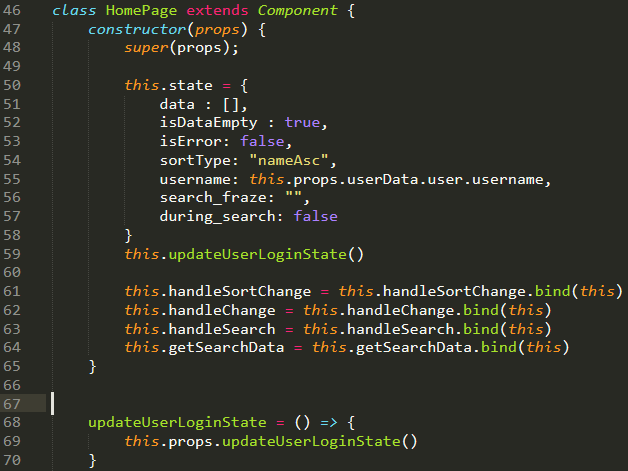 46 class HomePage extends Component {
47     constructor(props) {
48         super(props);
49
50         this.state = {
51             data : [],
52             isDataEmpty : true,
53             isError: false,
54             sortType: "nameAsc",
55             username: this.props.userData.user.username,
56             search_fraze: "",
57             during_search: false
58         }
59         this.updateUserLoginState()
60
61         this.handleSortChange = this.handleSortChange.bind(this)
62         this.handleChange = this.handleChange.bind(this)
63         this.handleSearch = this.handleSearch.bind(this)
64         this.getSearchData = this.getSearchData.bind(this)
65     }
66
67
68     updateUserLoginState = () => {
69         this.props.updateUserLoginState()
70     }